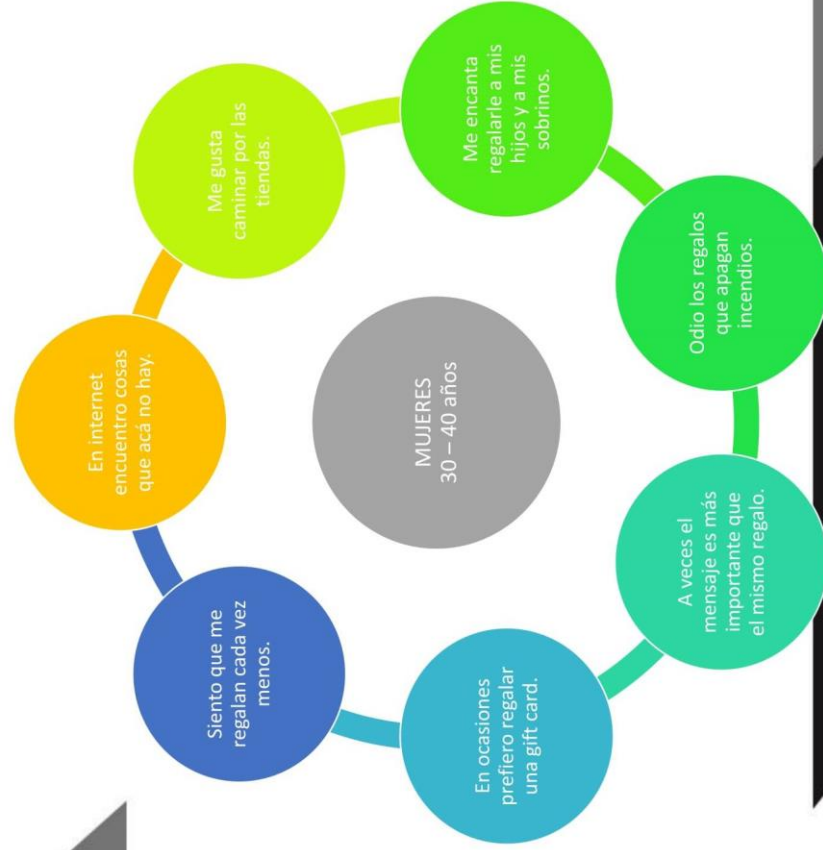 MUJERES
30 – 40 años
En internet
encuentro cosas
que acá no hay.
Me gusta
caminar por las
tiendas.
Me encanta
regalarle a mis
hijos y a mis
sobrinos.
Odio los regalos
que apagan
incendios.
A veces el
mensaje es más
importante que
el mismo regalo.
En ocasiones
prefiero regalar
una gift card.
Siento que me
regalan cada vez
menos.